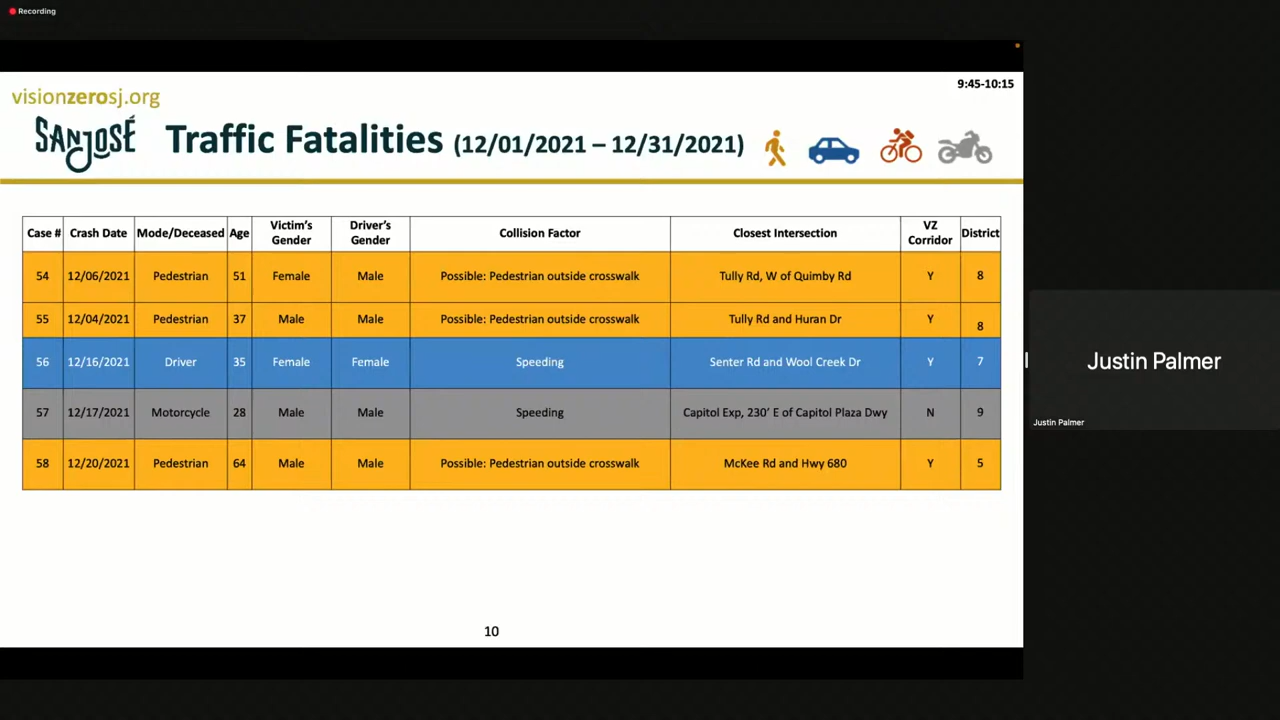 Recording
9:45-10:15
visionzerosj.org
SAN JOSÉ
Traffic Fatalities (12/01/2021 – 12/31/2021)
Case # Crash Date Mode/Deceased Age Victim's Gender Driver's Gender Collision Factor Closest Intersection VZ Corridor District
54 12/06/2021 Pedestrian 51 Female Male Possible: Pedestrian outside crosswalk Tully Rd, W of Quimby Rd Y 8
55 12/04/2021 Pedestrian 37 Male Male Possible: Pedestrian outside crosswalk Tully Rd and Huran Dr Y 8
56 12/16/2021 Driver 35 Female Female Speeding Senter Rd and Wool Creek Dr Y 7
57 12/17/2021 Motorcycle 28 Male Male Speeding Capitol Exp, 230' E of Capitol Plaza Dwy N 9
58 12/20/2021 Pedestrian 64 Male Male Possible: Pedestrian outside crosswalk McKee Rd and Hwy 680 Y 5
10
Justin Palmer
Justin Palmer